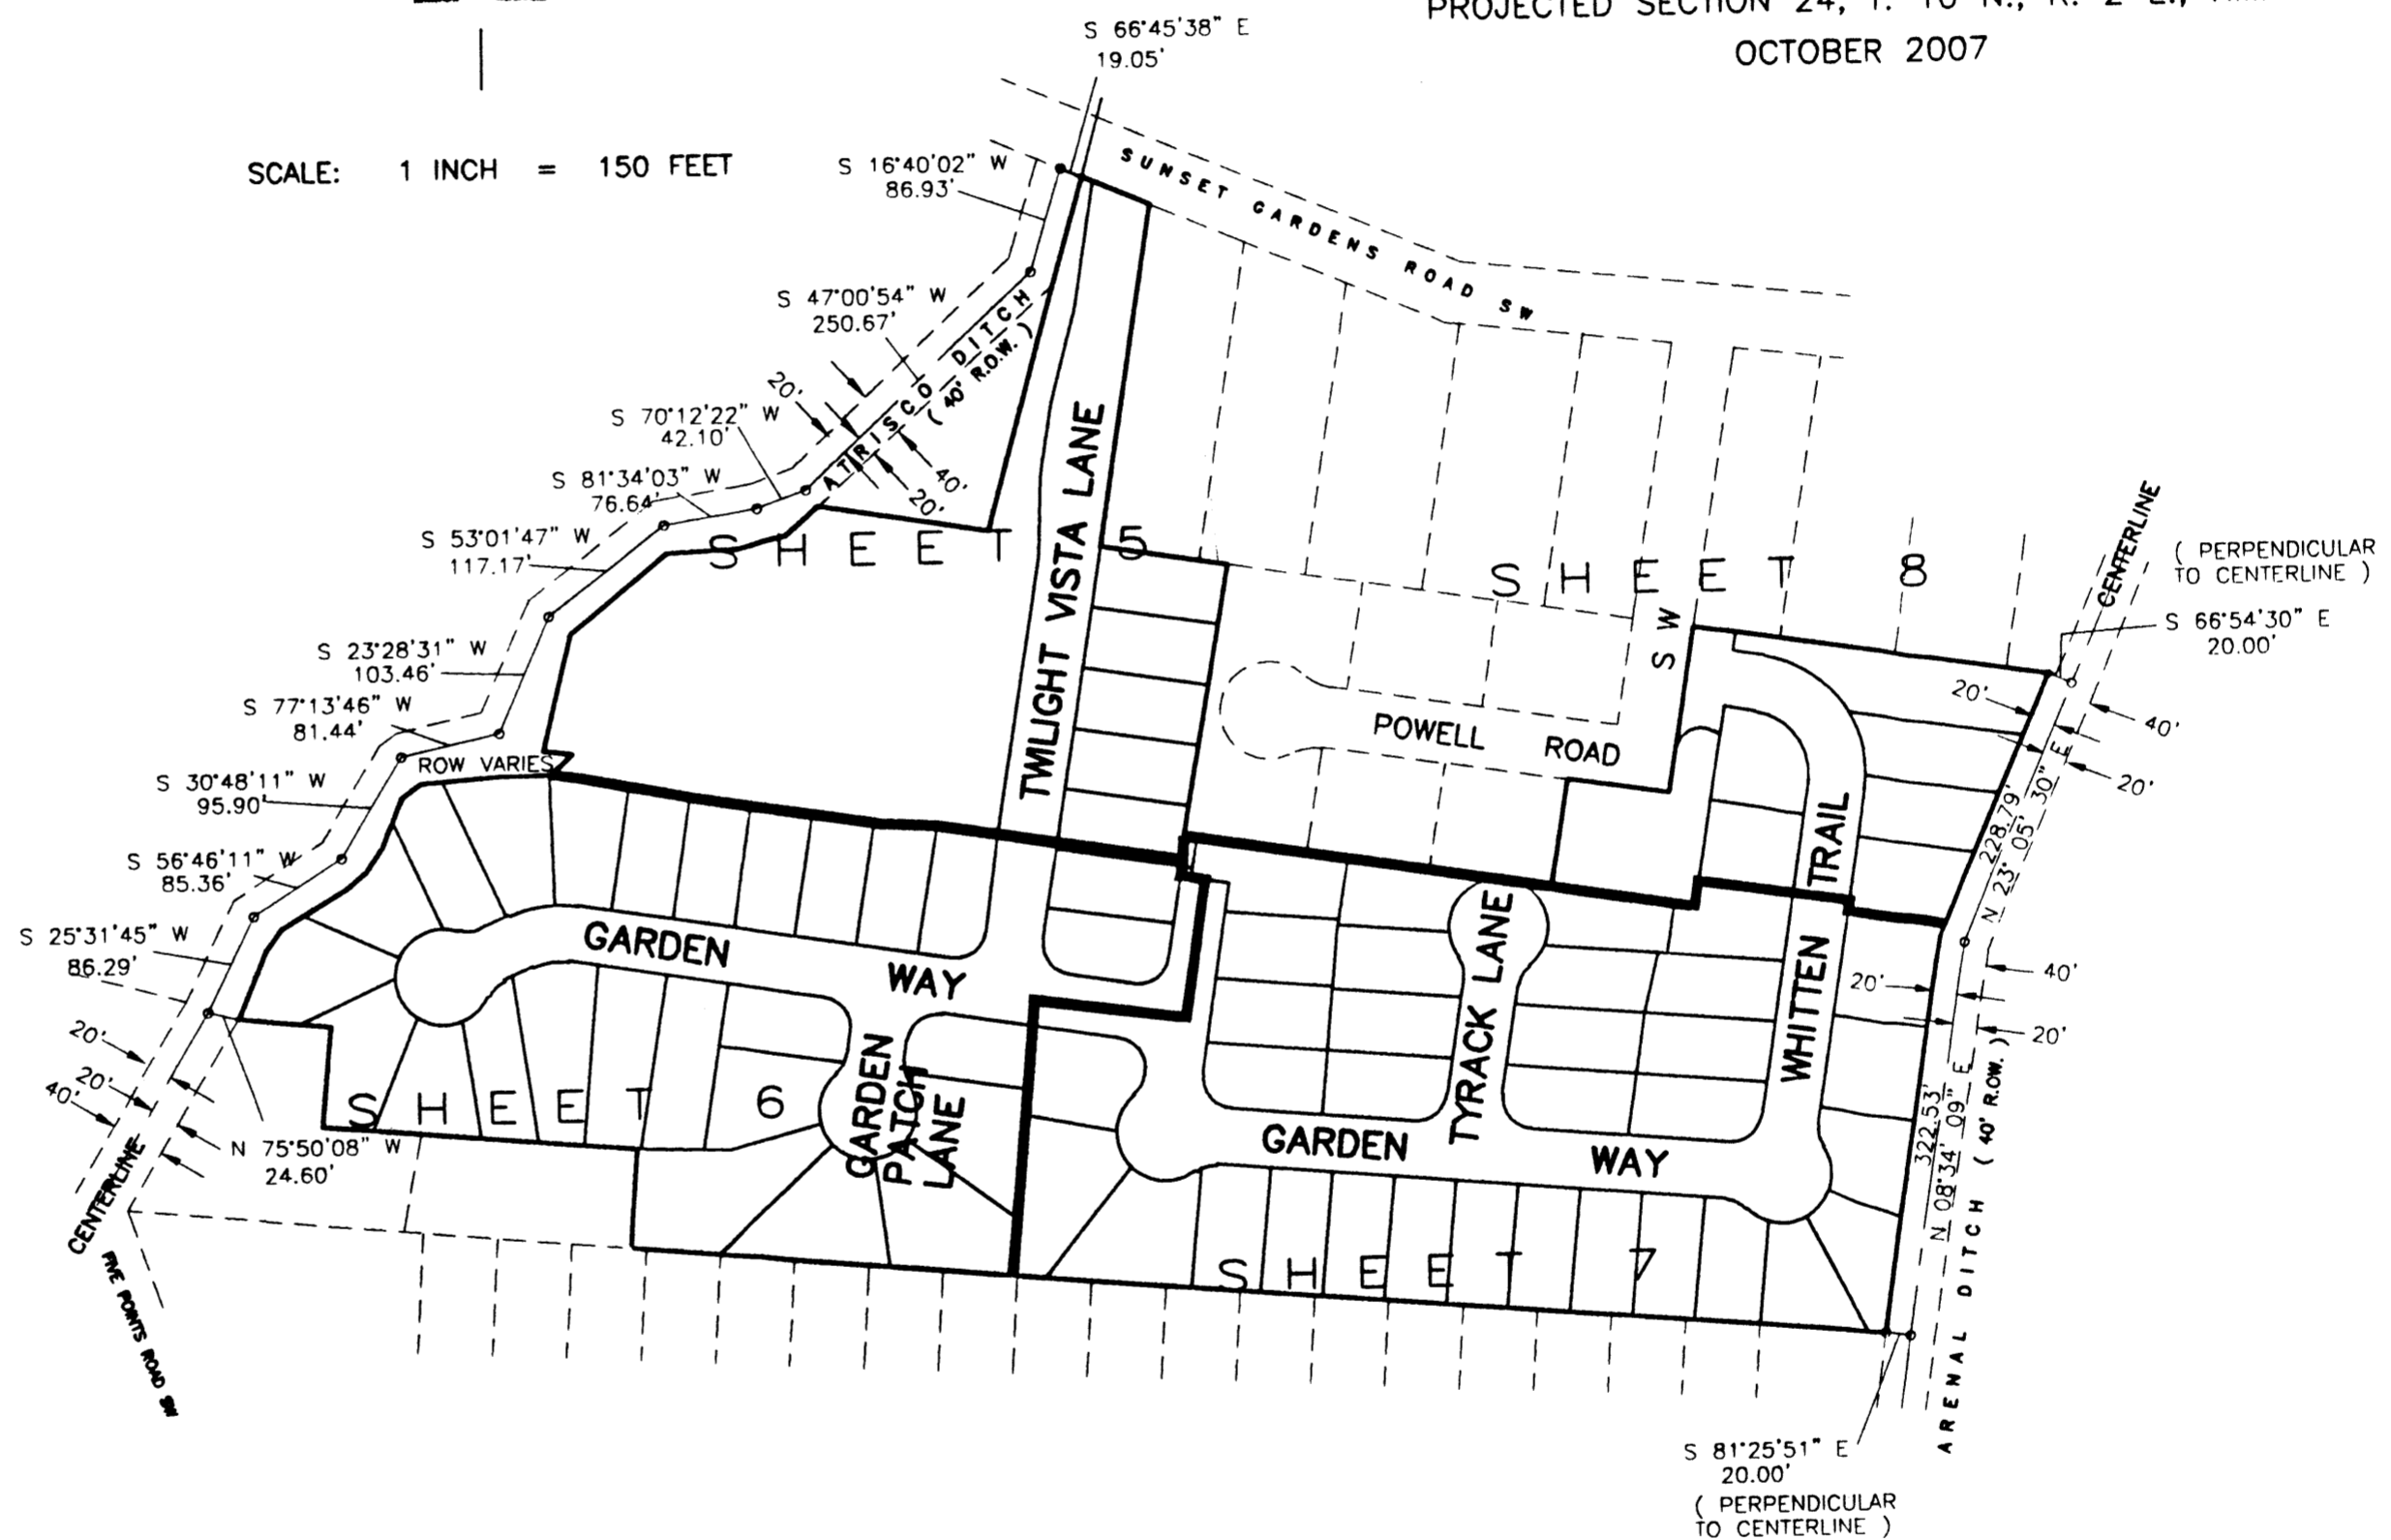 OCTOBER 2007
SCALE: 1 INCH = 150 FEET
S 66°45'38" E
19.05'
S 16°40'02" W
86.93'
SUNSET GARDENS ROAD SW
S 47°00'54" W
250.67'
ATRISCO DITCH
( 40' R.O.W. )
20'
40'
20'
S 70°12'22" W
42.10'
S 81°34'03" W
76.64'
S 53°01'47" W
117.17'
S 23°28'31" W
103.46'
S 77°13'46" W
81.44'
ROW VARIES
S 30°48'11" W
95.90'
S 56°46'11" W
85.36'
S 25°31'45" W
86.29'
20'
20'
40'
N 75°50'08" W
24.60'
CENTERLINE
FIVE POINTS ROAD SW
SHEET 5
TWILIGHT VISTA LANE
SHEET 8
SW
POWELL ROAD
CENTERLINE
( PERPENDICULAR
TO CENTERLINE )
S 66°54'30" E
20.00'
20'
40'
20'
228.79'
N 23° 05' 30" E
WHITTEN TRAIL
GARDEN WAY
GARDEN
PATCH
LANE
SHEET 6
TYRACK LANE
GARDEN WAY
SHEET 7
20'
40'
20'
322.53'
N 08°34' 09" E
ARENAL DITCH ( 40' R.O.W. )
S 81°25'51" E
20.00'
( PERPENDICULAR
TO CENTERLINE )